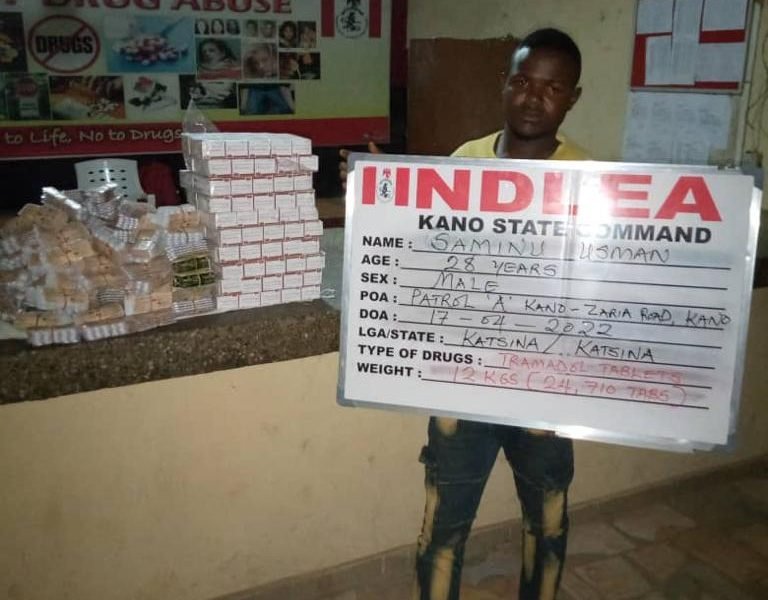 DRUG ABUSE
DRUGS
to Life, No to Drugs
NDLEA
KANO STATE COMMAND
NAME : SAMINU USMAN
AGE : 28 YEARS
SEX : MALE
POA : PATROL 'A' KANO-ZARIA ROAD, KANO
DOA : 17-04-2022
LGA/STATE : KATSINA / KATSINA
TYPE OF DRUGS : TRAMADOL TABLETS
WEIGHT : 12 KGS (24,710 TABS)